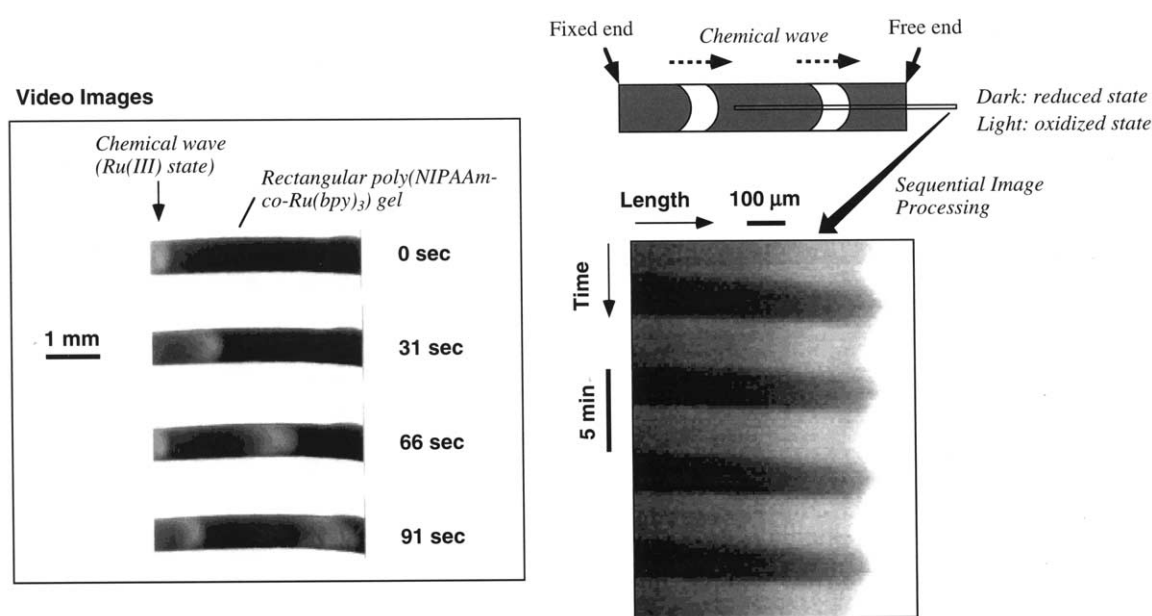 Video Images
Chemical wave
(Ru(III) state)
Rectangular poly(NIPAAm-
co-Ru(bpy)₃) gel
0 sec
1 mm
31 sec
66 sec
91 sec
Fixed end
Chemical wave
Free end
Dark: reduced state
Light: oxidized state
Sequential Image
Processing
Length
100 µm
Time
5 min